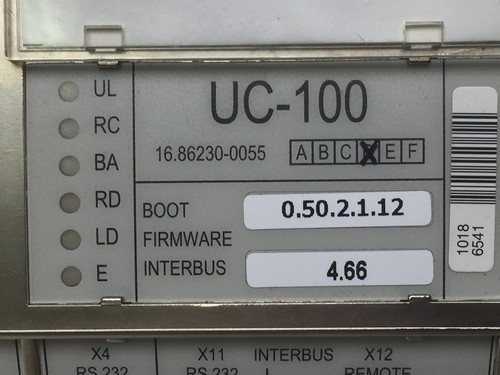 UL
RC
BA
RD
LD
E
UC-100
16.86230-0055
A B C E F
BOOT 0.50.2.1.12
FIRMWARE
INTERBUS 4.66
1018
6541
X4 X11 INTERBUS X12
RS 232 RS 232 REMOTE